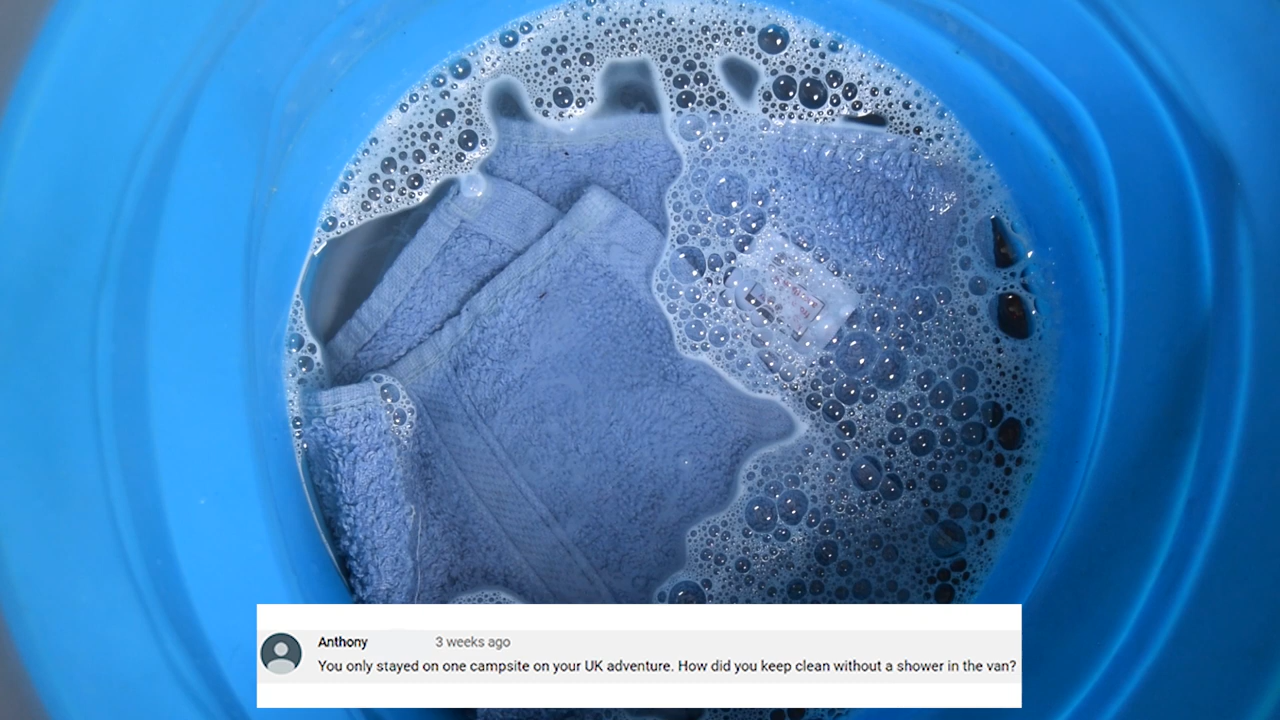 Anthony 3 weeks ago
You only stayed on one campsite on your UK adventure. How did you keep clean without a shower in the van?